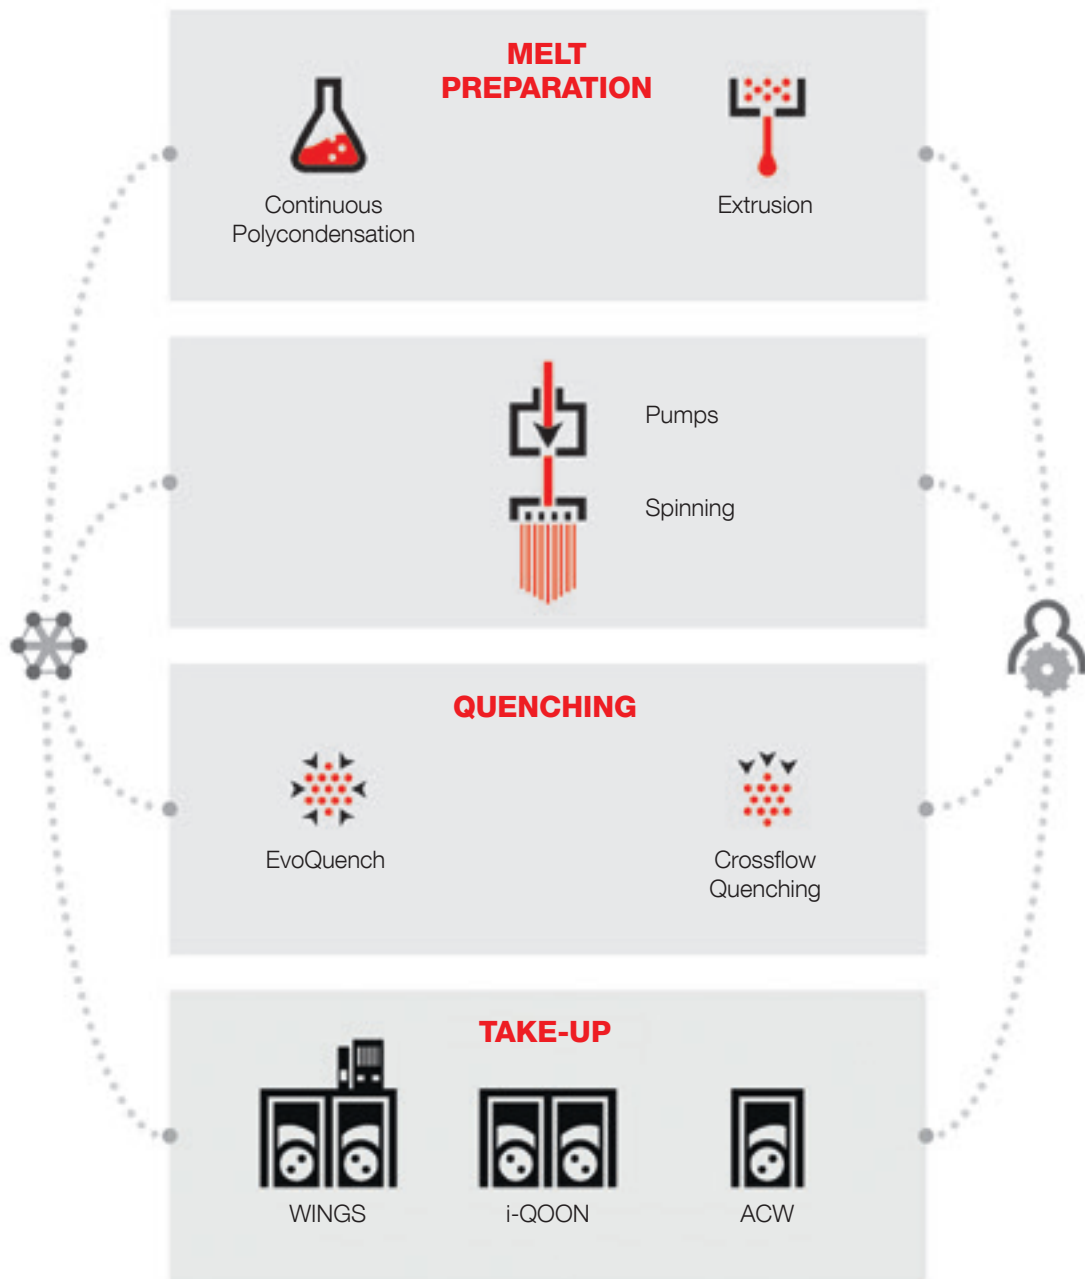 MELT
PREPARATION
Continuous
Polycondensation
Extrusion
Pumps
Spinning
QUENCHING
EvoQuench
Crossflow
Quenching
TAKE-UP
WINGS
i-QOON
ACW